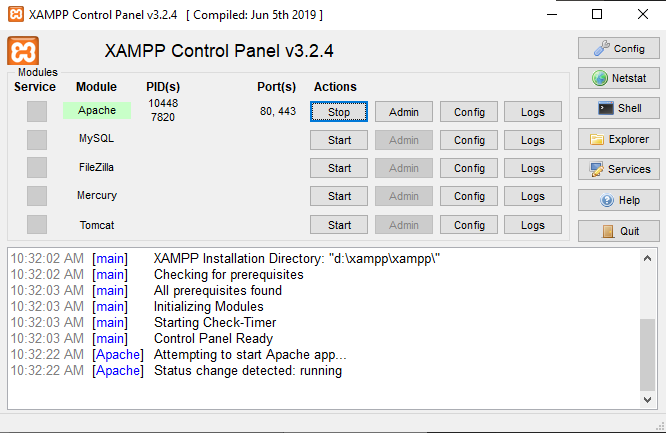 XAMPP Control Panel v3.2.4 [ Compiled: Jun 5th 2019 ]
XAMPP Control Panel v3.2.4
Config
Modules
Service Module PID(s) Port(s) Actions
Netstat
Apache 10448 7820 80, 443 Stop Admin Config Logs
Shell
MySQL Start Admin Config Logs
Explorer
FileZilla Start Admin Config Logs
Services
Mercury Start Admin Config Logs
Help
Tomcat Start Admin Config Logs
Quit
10:32:02 AM [main] XAMPP Installation Directory: "d:\xampp\xampp\"
10:32:02 AM [main] Checking for prerequisites
10:32:03 AM [main] All prerequisites found
10:32:03 AM [main] Initializing Modules
10:32:03 AM [main] Starting Check-Timer
10:32:03 AM [main] Control Panel Ready
10:32:22 AM [Apache] Attempting to start Apache app...
10:32:22 AM [Apache] Status change detected: running